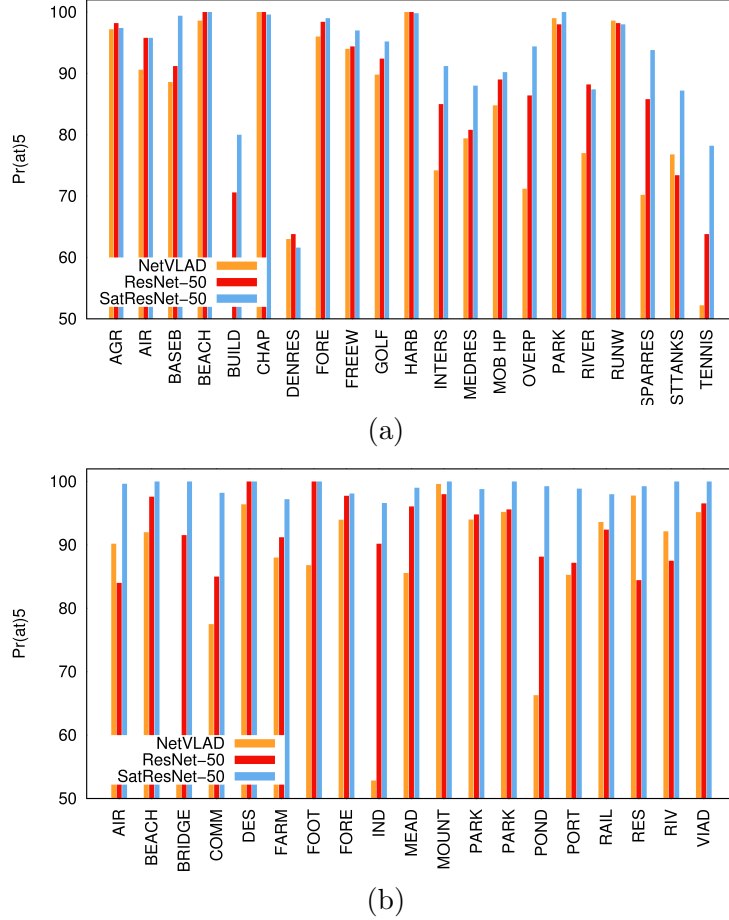 100
90
80
70
60
50
Pr(at)5
NetVLAD
ResNet-50
SatResNet-50
AGR
AIR
BASEB
BEACH
BUILD
CHAP
DENRES
FORE
FREEW
GOLF
HARB
INTERS
MEDRES
MOB HP
OVERP
PARK
RIVER
RUNW
SPARRES
STTANKS
TENNIS
(a)
100
90
80
70
60
50
Pr(at)5
NetVLAD
ResNet-50
SatResNet-50
AIR
BEACH
BRIDGE
COMM
DES
FARM
FOOT
FORE
IND
MEAD
MOUNT
PARK
PARK
POND
PORT
RAIL
RES
RIV
VIAD
(b)